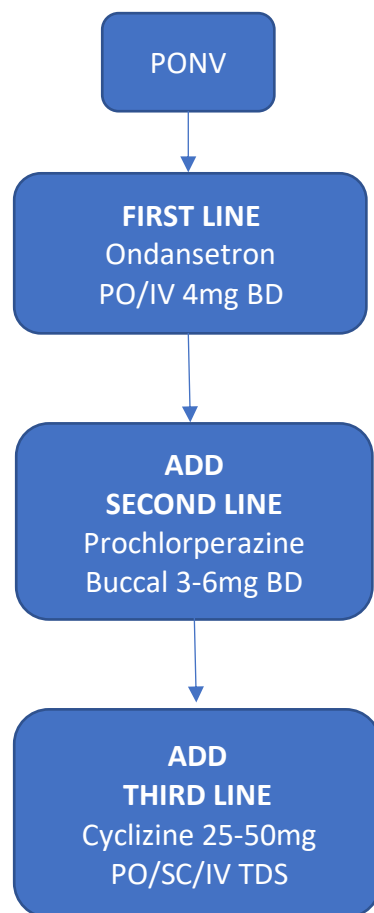 PONV
FIRST LINE
Ondansetron
PO/IV 4mg BD
ADD
SECOND LINE
Prochlorperazine
Buccal 3-6mg BD
ADD
THIRD LINE
Cyclizine 25-50mg
PO/SC/IV TDS